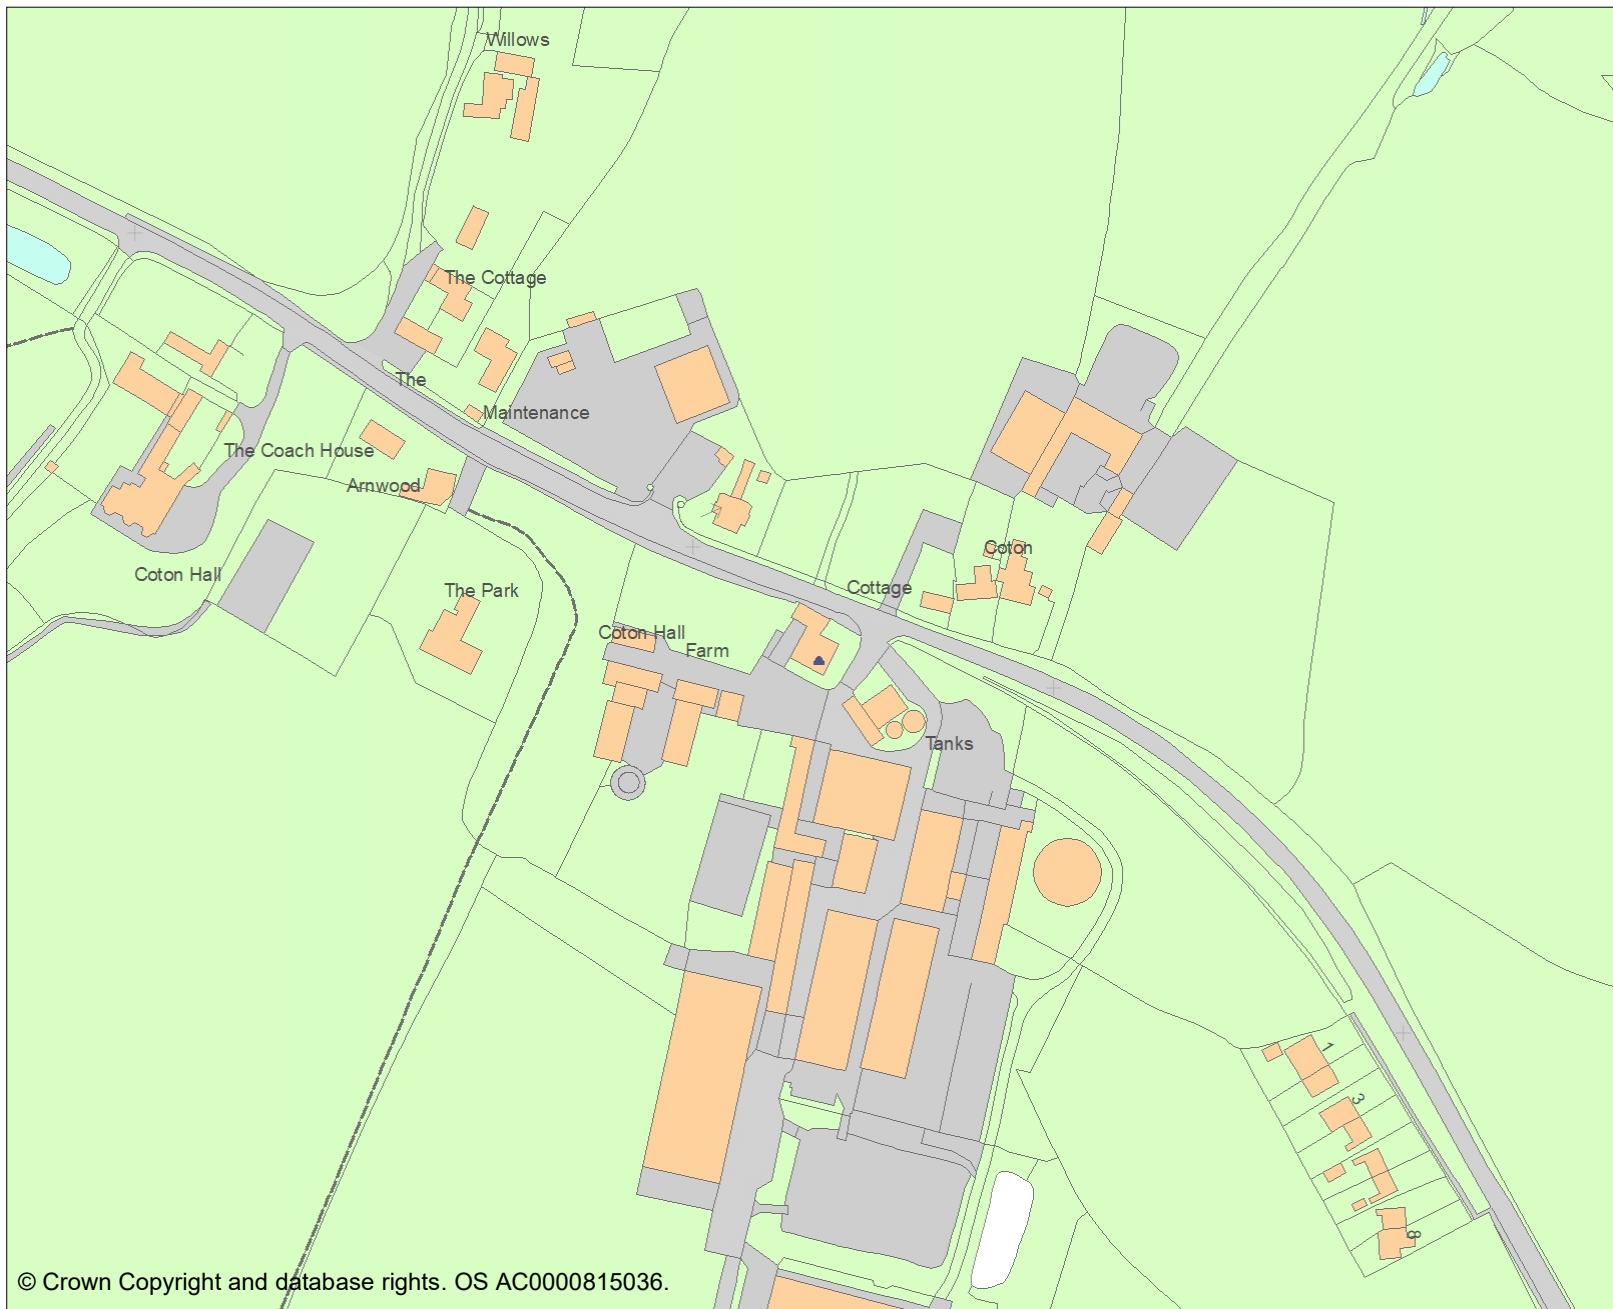 Willows
The Cottage
The
Maintenance
The Coach House
Arnwood
Coton Hall
The Park
Coton
Cottage
Coton Hall
Farm
Tanks
1
3
8
© Crown Copyright and database rights. OS AC0000815036.